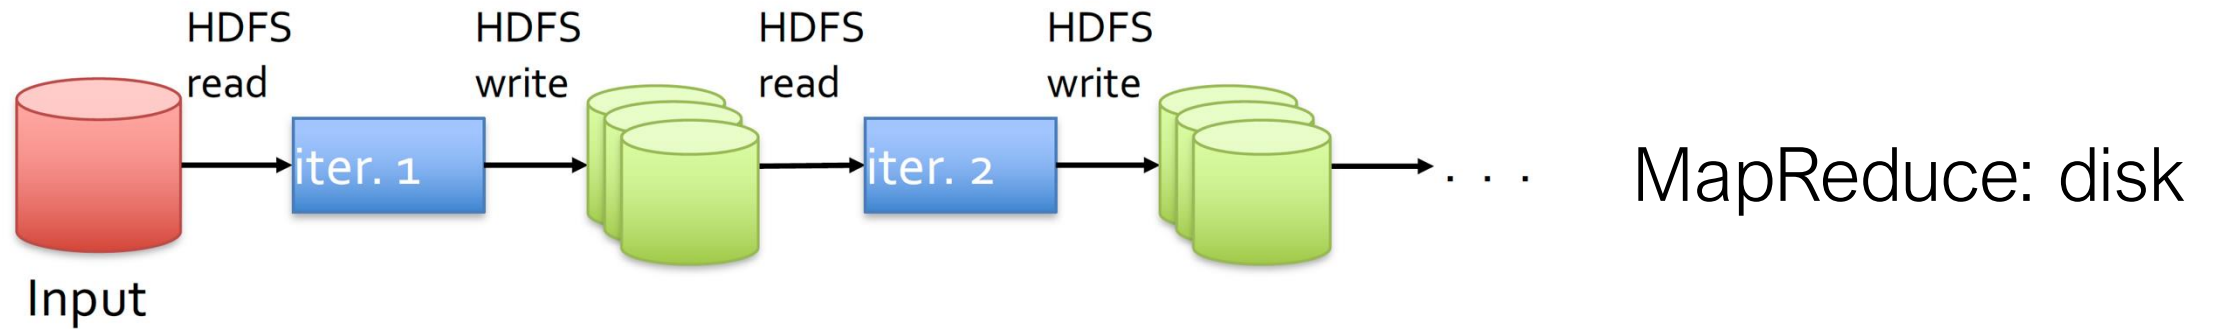 HDFS
read
HDFS
write
HDFS
read
HDFS
write
iter. 1
iter. 2
. . .
MapReduce: disk
Input